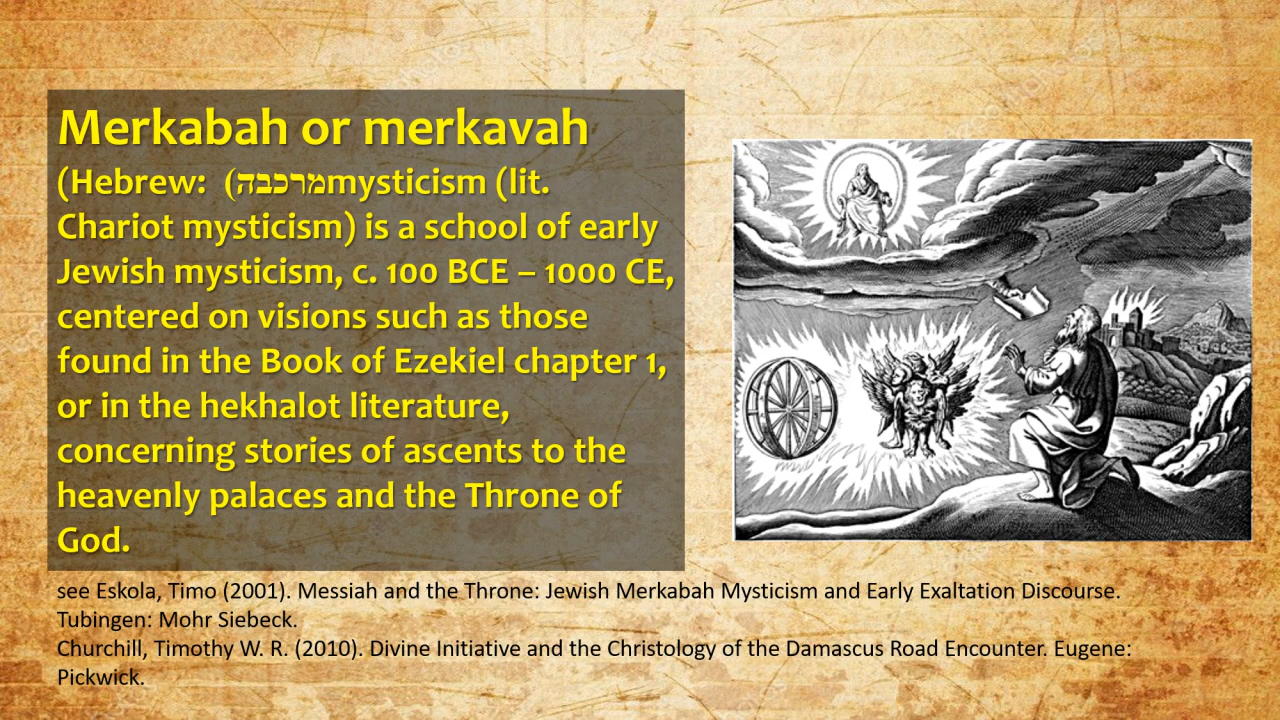 Merkabah or merkavah
(Hebrew: מרכבה)mysticism (lit.
Chariot mysticism) is a school of early
Jewish mysticism, c. 100 BCE – 1000 CE,
centered on visions such as those
found in the Book of Ezekiel chapter 1,
or in the hekhalot literature,
concerning stories of ascents to the
heavenly palaces and the Throne of
God.
see Eskola, Timo (2001). Messiah and the Throne: Jewish Merkabah Mysticism and Early Exaltation Discourse.
Tubingen: Mohr Siebeck.
Churchill, Timothy W. R. (2010). Divine Initiative and the Christology of the Damascus Road Encounter. Eugene:
Pickwick.